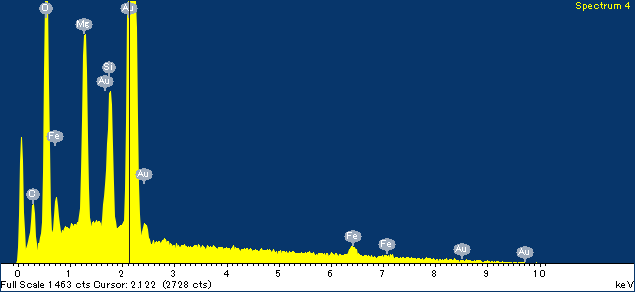 Spectrum 4
O
Au
Mg
Si
Au
Fe
Au
O
Fe
Fe
Au
Au
0 1 2 3 4 5 6 7 8 9 10
Full Scale 1463 cts Cursor: 2.122 (2728 cts) keV